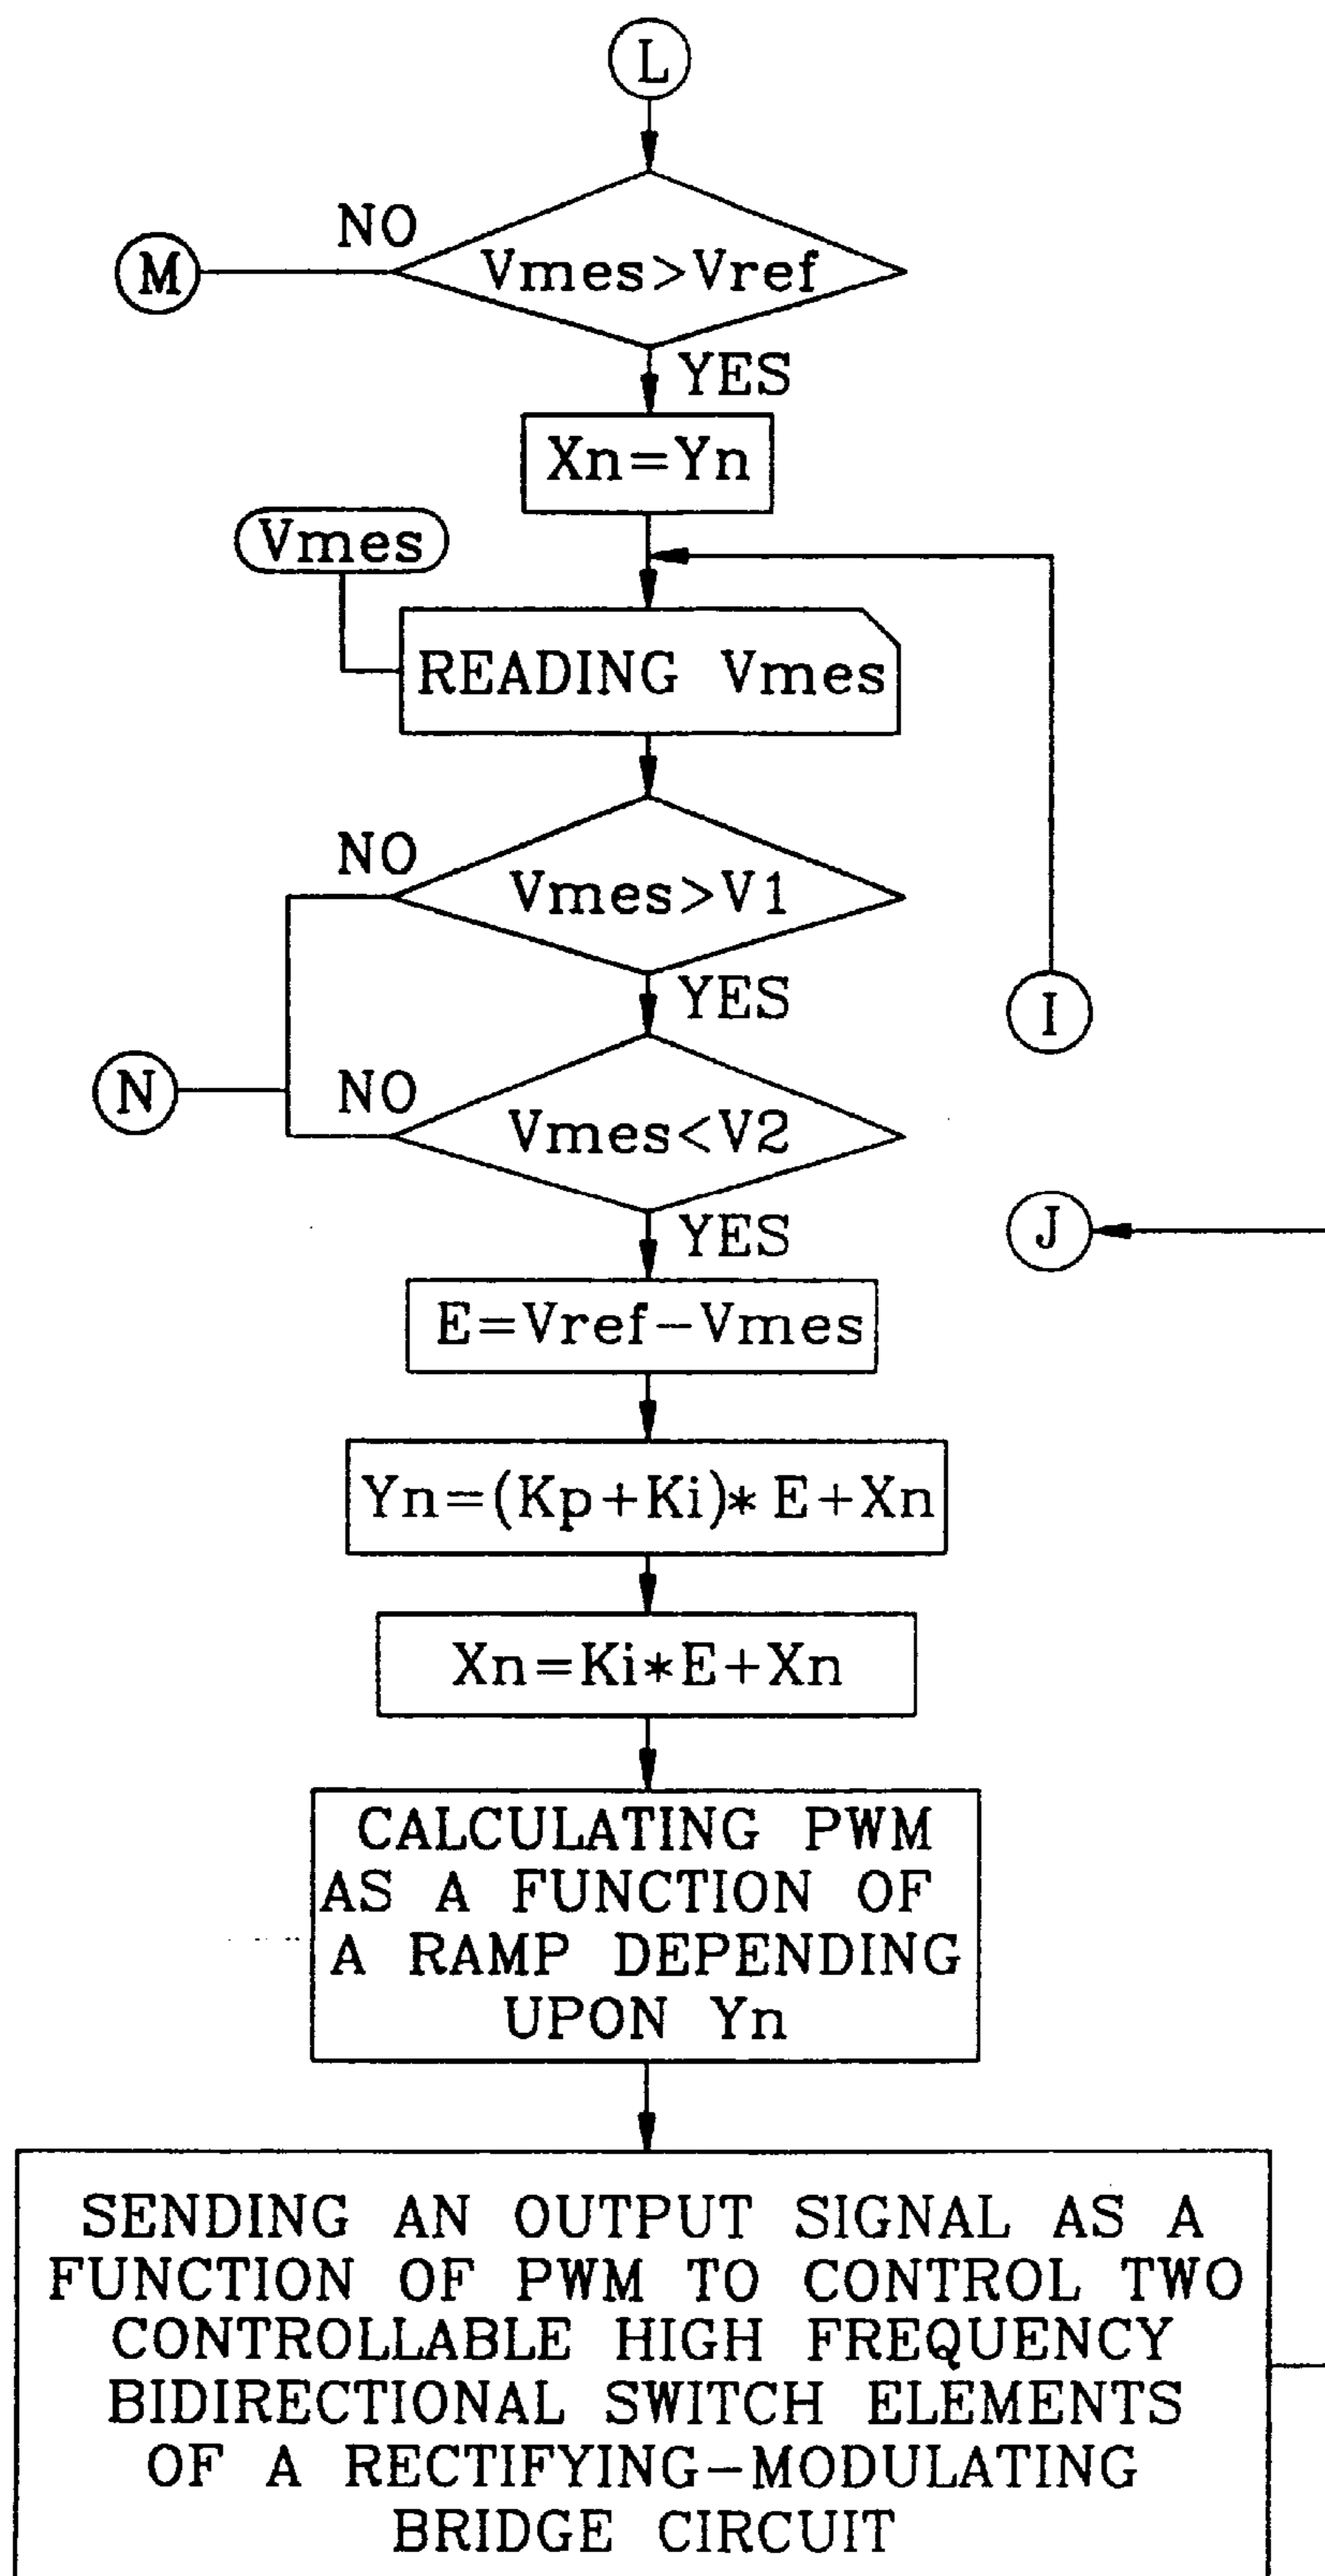 L
NO
M
Vmes>Vref
YES
Xn=Yn
Vmes
READING Vmes
NO
Vmes>V1
YES
I
N
NO
Vmes<V2
J
YES
E=Vref-Vmes
Yn=(Kp+Ki)*E+Xn
Xn=Ki*E+Xn
CALCULATING PWM
AS A FUNCTION OF
A RAMP DEPENDING
UPON Yn
SENDING AN OUTPUT SIGNAL AS A
FUNCTION OF PWM TO CONTROL TWO
CONTROLLABLE HIGH FREQUENCY
BIDIRECTIONAL SWITCH ELEMENTS
OF A RECTIFYING-MODULATING
BRIDGE CIRCUIT